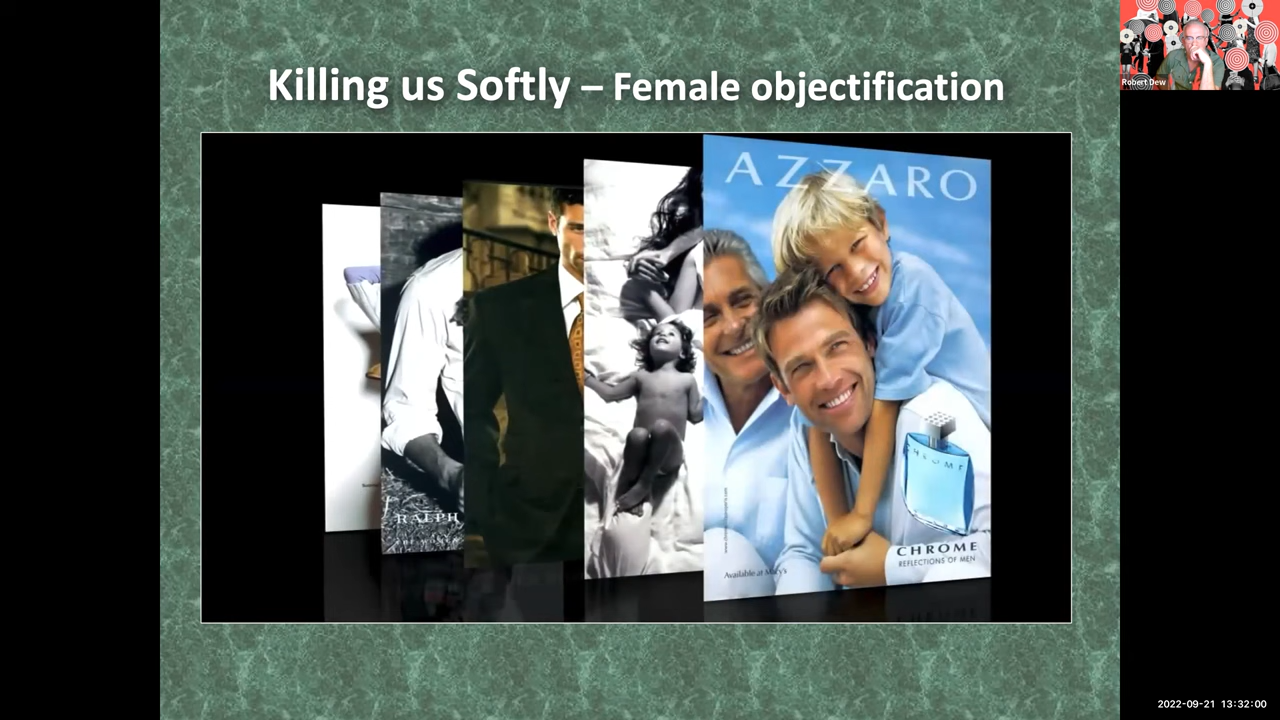 Killing us Softly – Female objectification
Robert Dew
AZZARO
RALPH
CHROME
CHROME
REFLECTIONS OF MEN
Available at Macy's
2022-09-21 13:32:00